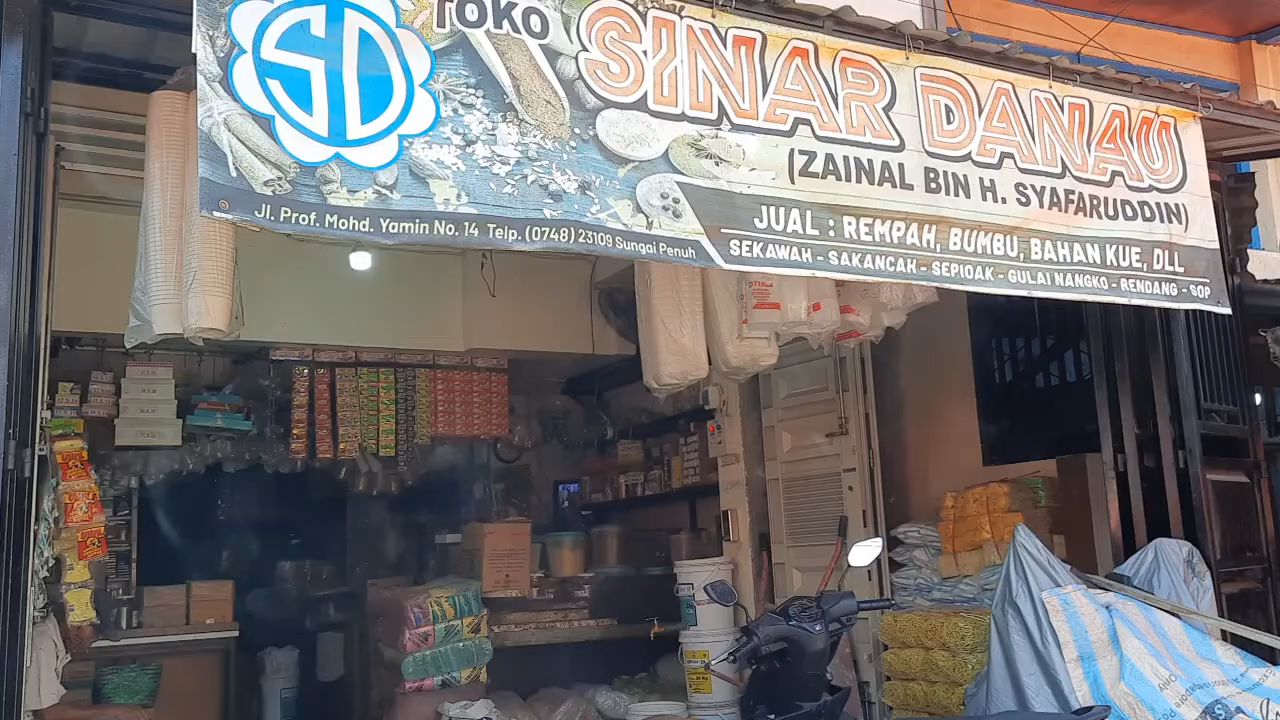 SD
TOKO
SINAR DANAU
(ZAINAL BIN H. SYAFARUDDIN)
JUAL : REMPAH, BUMBU, BAHAN KUE, DLL
SEKAWAH - SAKANCAH - SEPIOAK - GULAI NANGKO - RENDANG - SOP
Jl. Prof. Mohd. Yamin No. 14 Telp. (0748) 23109 Sungai Penuh